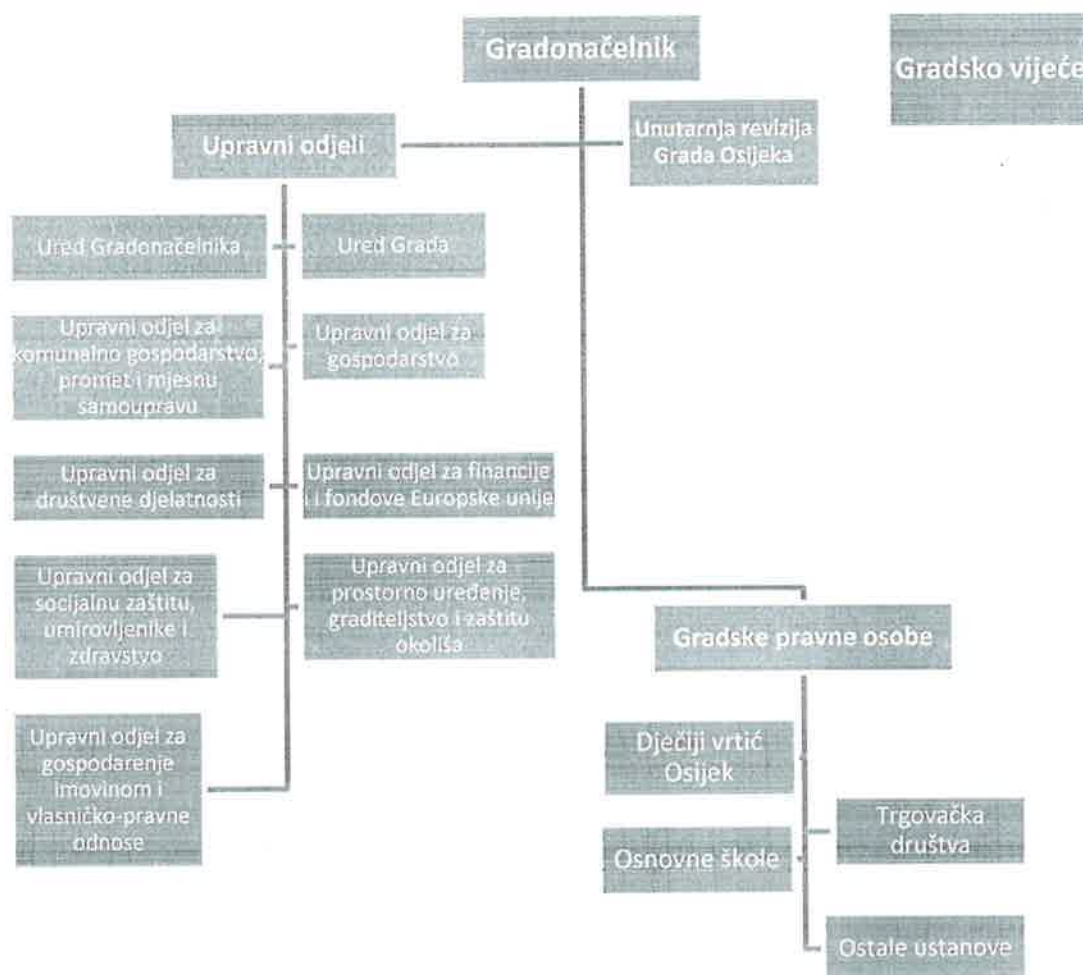 Gradonačelnik
Gradsko vijeće
Upravni odjeli
Unutarnja revizija
Grada Osijeka
Ured Gradonačelnika
Ured Grada
Upravni odjel za
komunalno gospodarstvo,
promet i mjesnu
samoupravu
Upravni odjel za
gospodarstvo
Upravni odjel za
društvene djelatnosti
Upravni odjel za financije
i i fondove Europske unije
Upravni odjel za
socijalnu zaštitu,
umirovljenike i
zdravstvo
Upravni odjel za
prostorno uređenje,
graditeljstvo i zaštitu
okoliša
Upravni odjel za
gospodarenje
imovinom i
vlasničko-pravne
odnose
Gradske pravne osobe
Dječiji vrtić
Osijek
Trgovačka
društva
Osnovne škole
Ostale ustanove